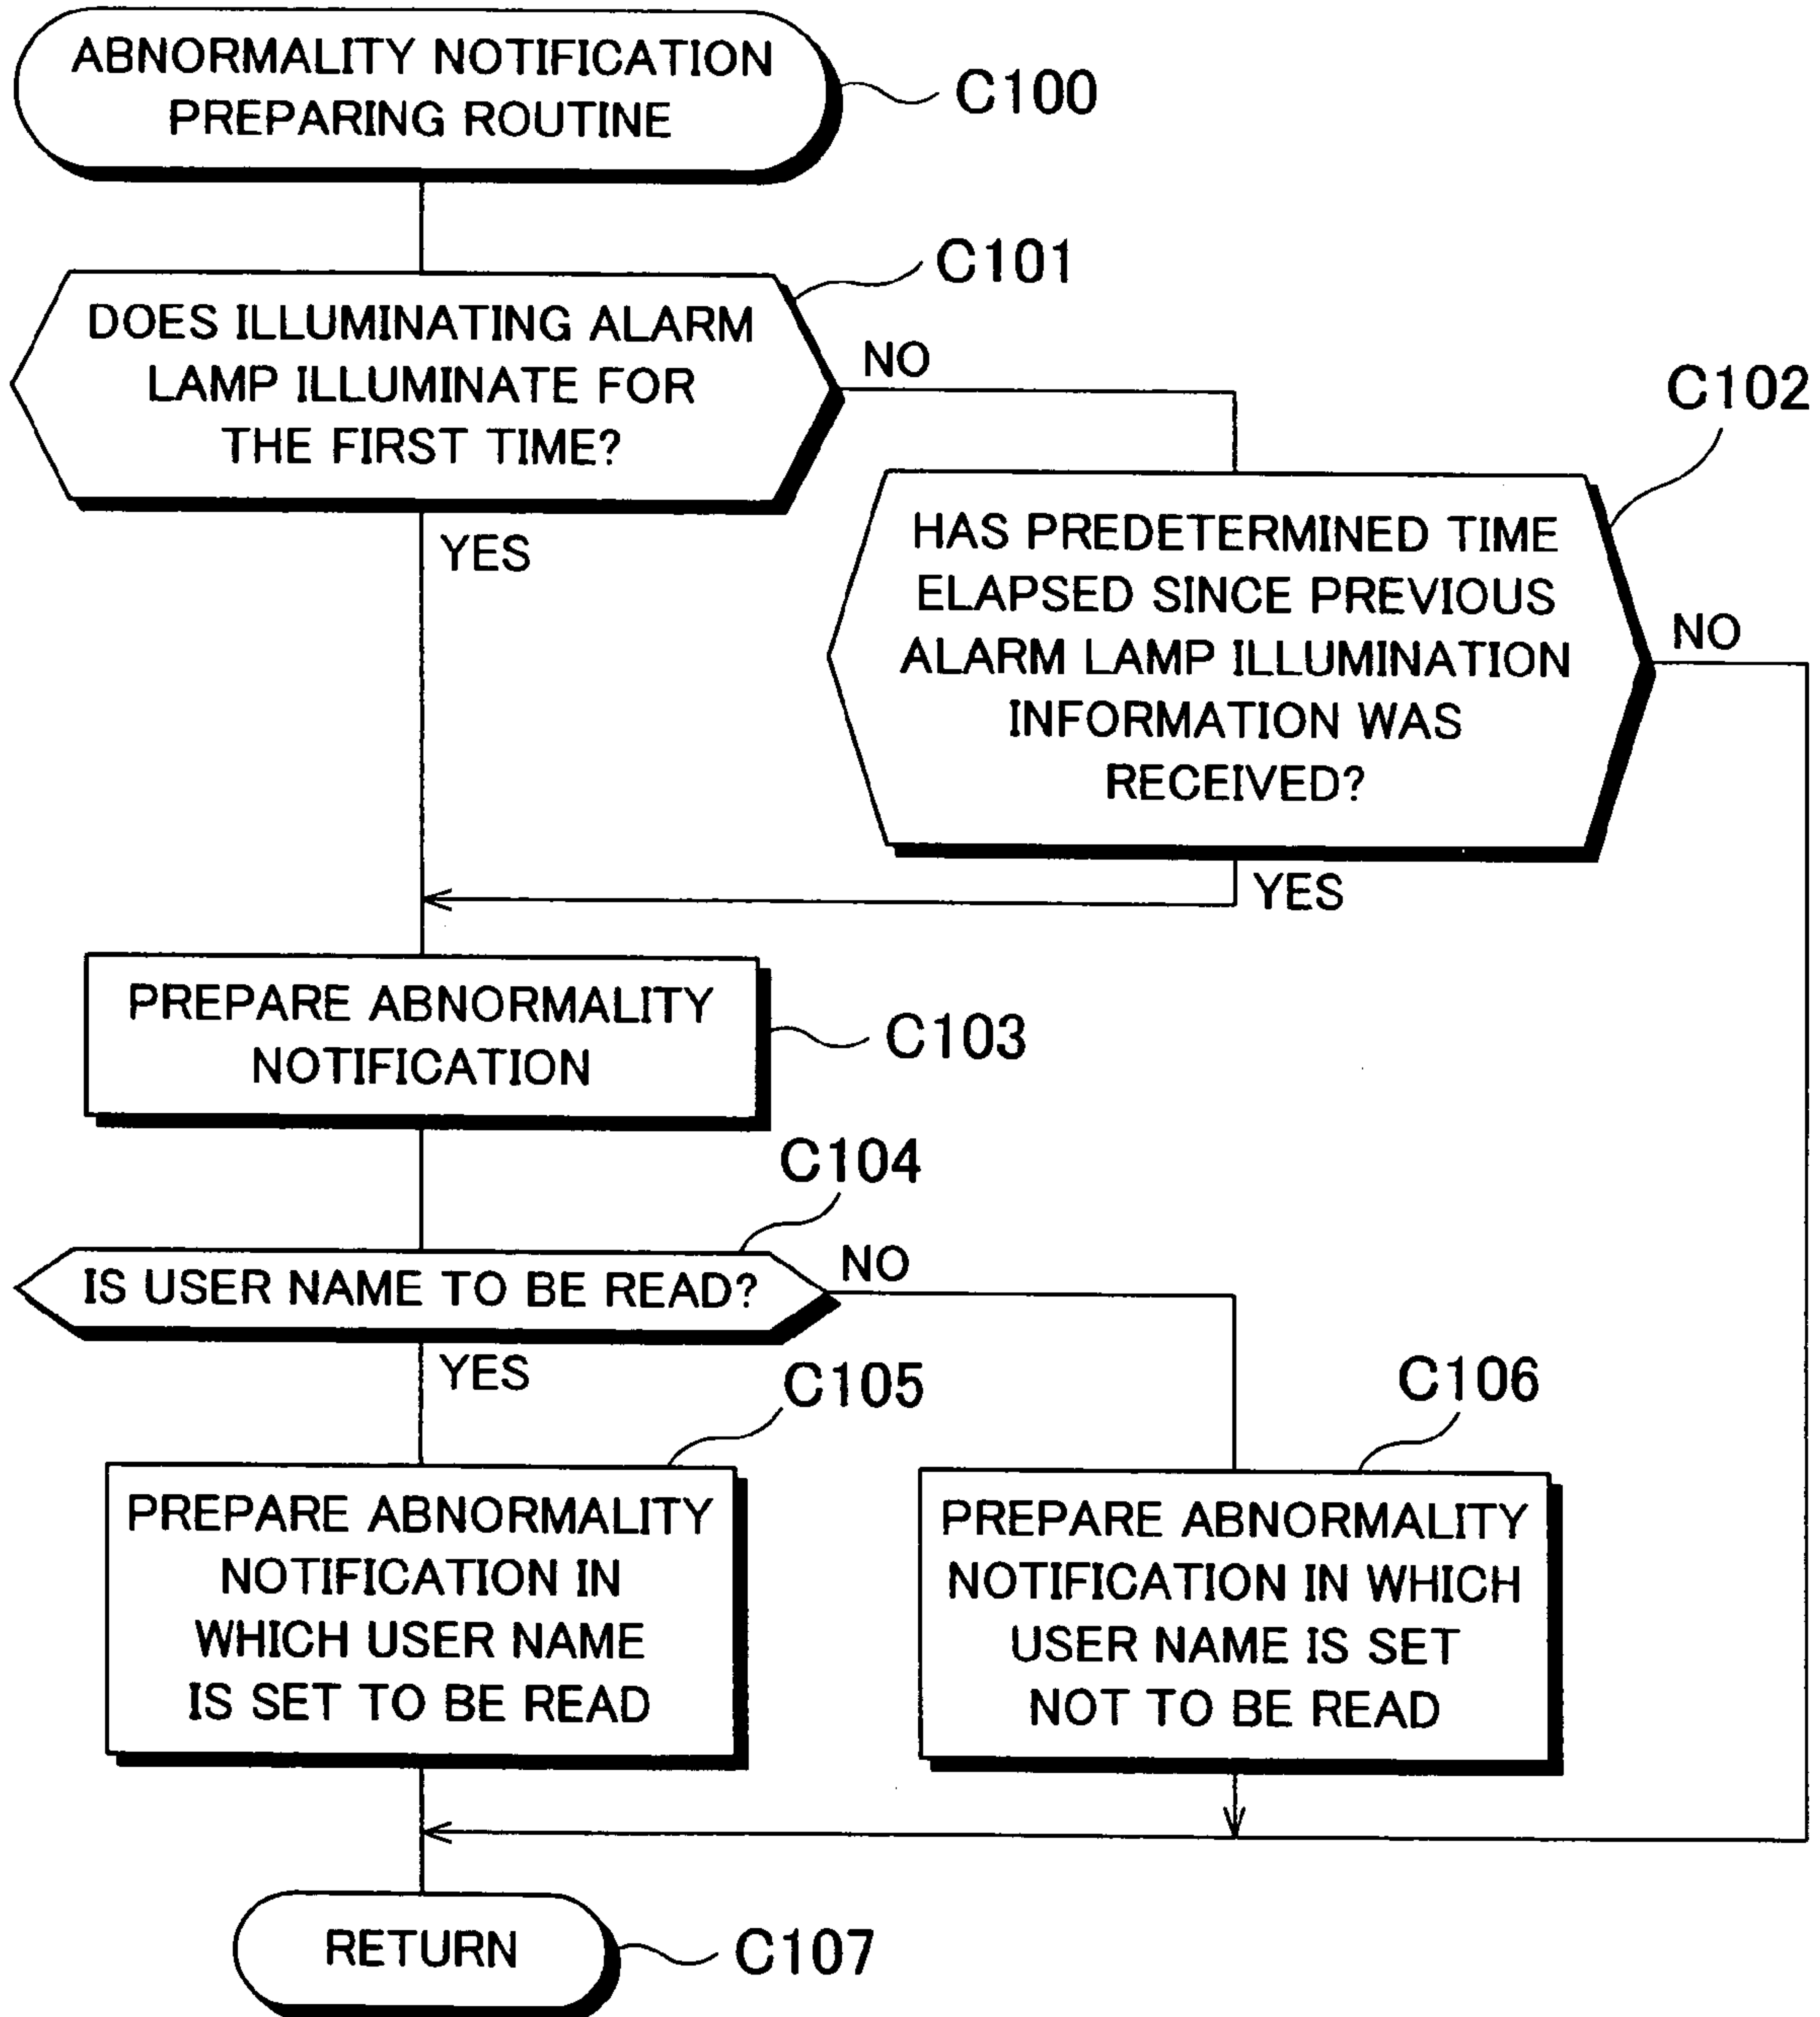 ABNORMALITY NOTIFICATION
PREPARING ROUTINE
C100
C101
DOES ILLUMINATING ALARM
LAMP ILLUMINATE FOR
THE FIRST TIME?
NO
YES
C102
HAS PREDETERMINED TIME
ELAPSED SINCE PREVIOUS
ALARM LAMP ILLUMINATION
INFORMATION WAS
RECEIVED?
NO
YES
PREPARE ABNORMALITY
NOTIFICATION
C103
C104
IS USER NAME TO BE READ?
NO
YES
C105
PREPARE ABNORMALITY
NOTIFICATION IN
WHICH USER NAME
IS SET TO BE READ
C106
PREPARE ABNORMALITY
NOTIFICATION IN WHICH
USER NAME IS SET
NOT TO BE READ
RETURN
C107